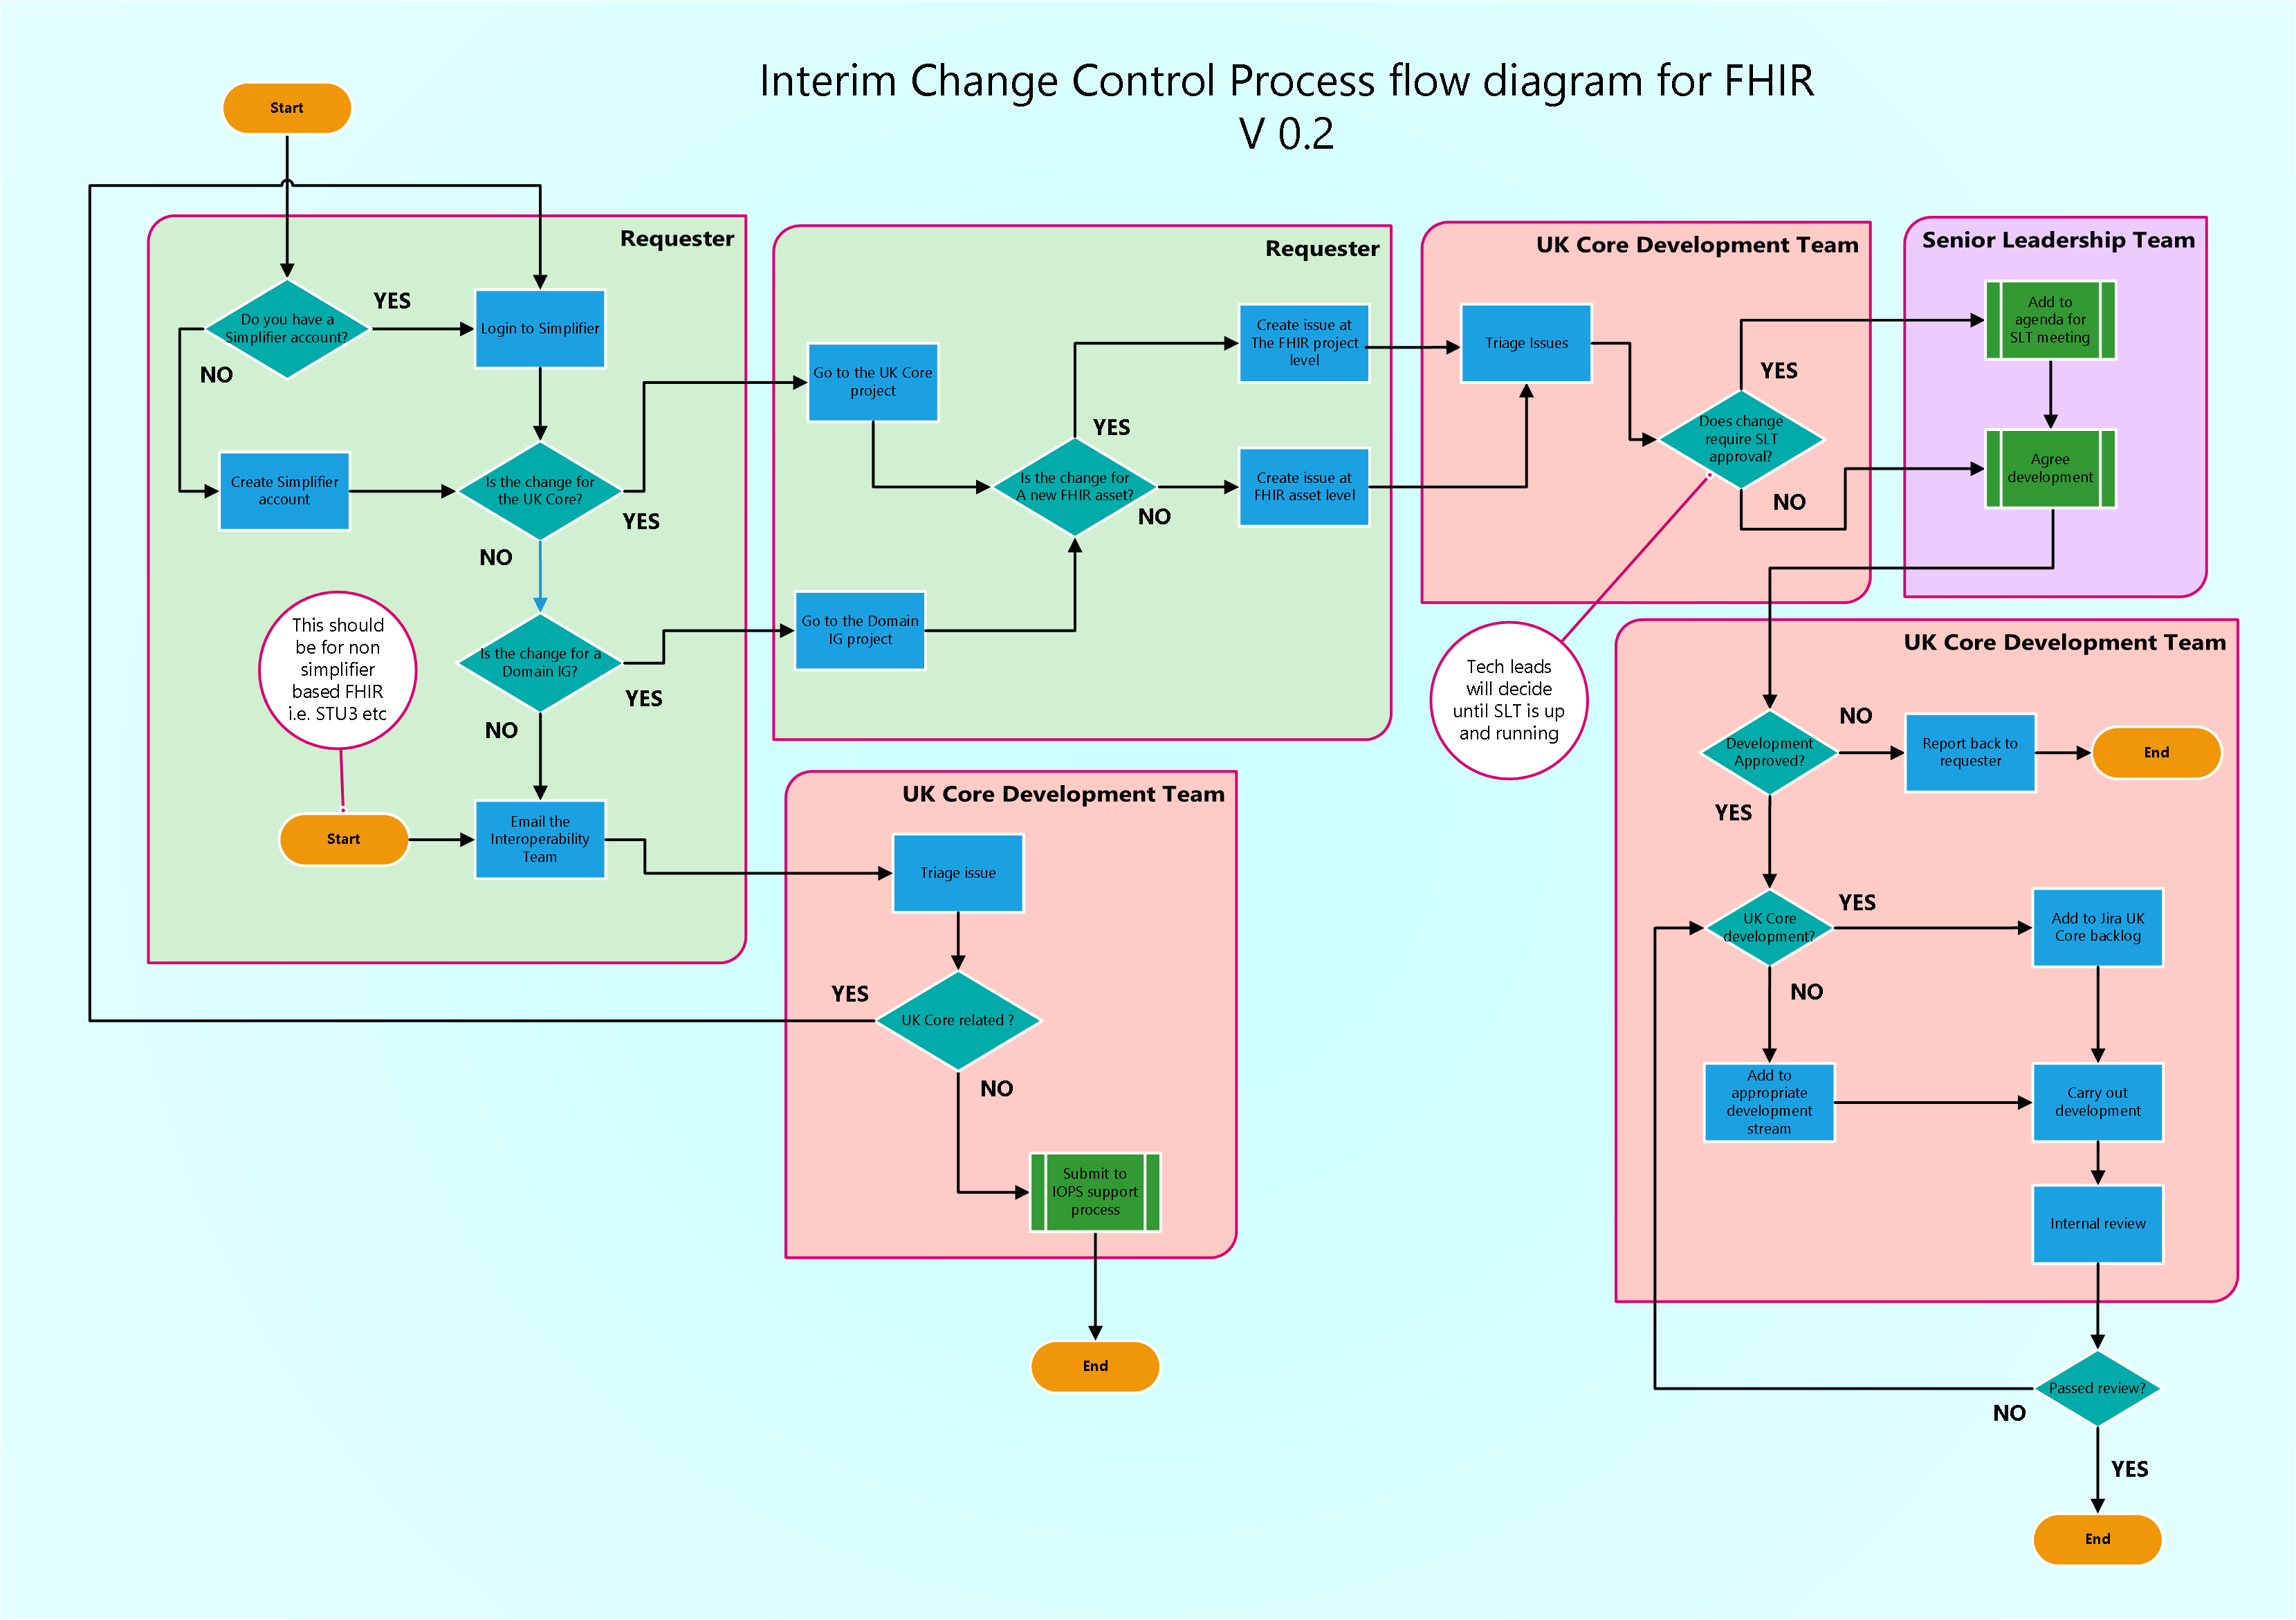 Interim Change Control Process flow diagram for FHIR
V 0.2
Start
Requester
Do you have a
Simplifier account?
YES
NO
Login to Simplifier
Create Simplifier
account
Is the change for
the UK Core?
YES
NO
This should
be for non
simplifier
based FHIR
i.e. STU3 etc
Is the change for a
Domain IG?
YES
NO
Start
Email the
Interoperability
Team
Requester
Go to the UK Core
project
Is the change for
A new FHIR asset?
YES
NO
Create issue at
The FHIR project
level
Create issue at
FHIR asset level
Go to the Domain
IG project
UK Core Development Team
Triage Issues
Does change
require SLT
approval?
YES
NO
Tech leads
will decide
until SLT is up
and running
Senior Leadership Team
Add to
agenda for
SLT meeting
Agree
development
UK Core Development Team
Triage issue
UK Core related ?
YES
NO
Submit to
IOPS support
process
End
UK Core Development Team
Development
Approved?
NO
YES
Report back to
requester
End
UK Core
development?
YES
NO
Add to Jira UK
Core backlog
Add to
appropriate
development
stream
Carry out
development
Internal review
Passed review?
NO
YES
End